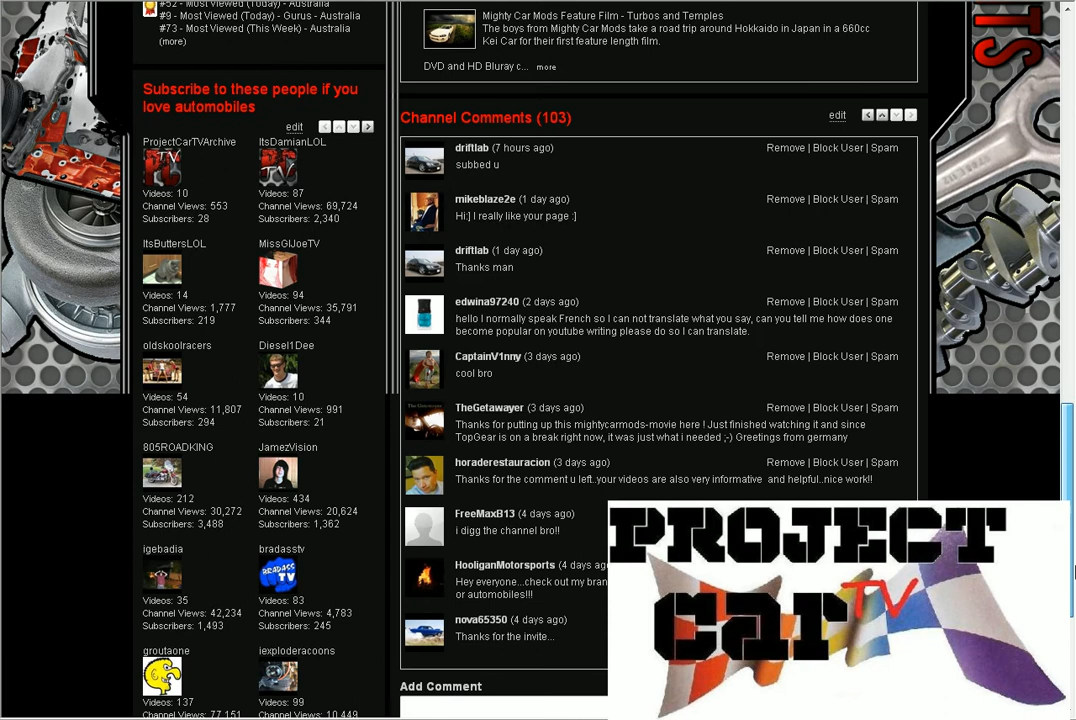 #52 - Most Viewed (Today) - Australia
#9 - Most Viewed (Today) - Gurus - Australia
#73 - Most Viewed (This Week) - Australia
(more)
Subscribe to these people if you
love automobiles
edit
ProjectCarTVArchive
Videos: 10
Channel Views: 553
Subscribers: 28
ItsDamianLOL
Videos: 87
Channel Views: 69,724
Subscribers: 2,340
ItsButtersLOL
Videos: 14
Channel Views: 1,777
Subscribers: 219
MissGIJoeTV
Videos: 94
Channel Views: 35,791
Subscribers: 344
oldskoolracers
Videos: 54
Channel Views: 11,807
Subscribers: 294
Diesel1Dee
Videos: 10
Channel Views: 991
Subscribers: 21
805ROADKING
Videos: 212
Channel Views: 30,272
Subscribers: 3,488
JamezVision
Videos: 434
Channel Views: 20,624
Subscribers: 1,362
igebadia
Videos: 35
Channel Views: 42,234
Subscribers: 1,493
bradasstv
BRADASS
TV
Videos: 83
Channel Views: 4,783
Subscribers: 245
groutaone
Videos: 137
Channel Views: 77,151
iexploderacoons
Videos: 99
Channel Views: 10,449
Mighty Car Mods Feature Film - Turbos and Temples
The boys from Mighty Car Mods take a road trip around Hokkaido in Japan in a 660cc
Kei Car for their first feature length film.
DVD and HD Bluray c... more
Channel Comments (103)
edit
driftlab (7 hours ago)
Remove | Block User | Spam
subbed u
mikeblaze2e (1 day ago)
Remove | Block User | Spam
Hi:] I really like your page :]
driftlab (1 day ago)
Remove | Block User | Spam
Thanks man
edwina97240 (2 days ago)
Remove | Block User | Spam
hello I normally speak French so I can not translate what you say, can you tell me how does one
become popular on youtube writing please do so I can translate.
CaptainV1nny (3 days ago)
Remove | Block User | Spam
cool bro
TheGetawayer (3 days ago)
Remove | Block User | Spam
Thanks for putting up this mightycarmods-movie here ! Just finished watching it and since
TopGear is on a break right now, it was just what i needed ;-) Greetings from germany
horaderestauracion (3 days ago)
Remove | Block User | Spam
Thanks for the comment u left..your videos are also very informative and helpful..nice work!!
FreeMaxB13 (4 days ago)
i digg the channel bro!!
HooliganMotorsports (4 days ago
Hey everyone...check out my bran
or automobiles!!!
nova65350 (4 days ago)
Thanks for the invite...
Add Comment
PROJECT
Car TV
ITS